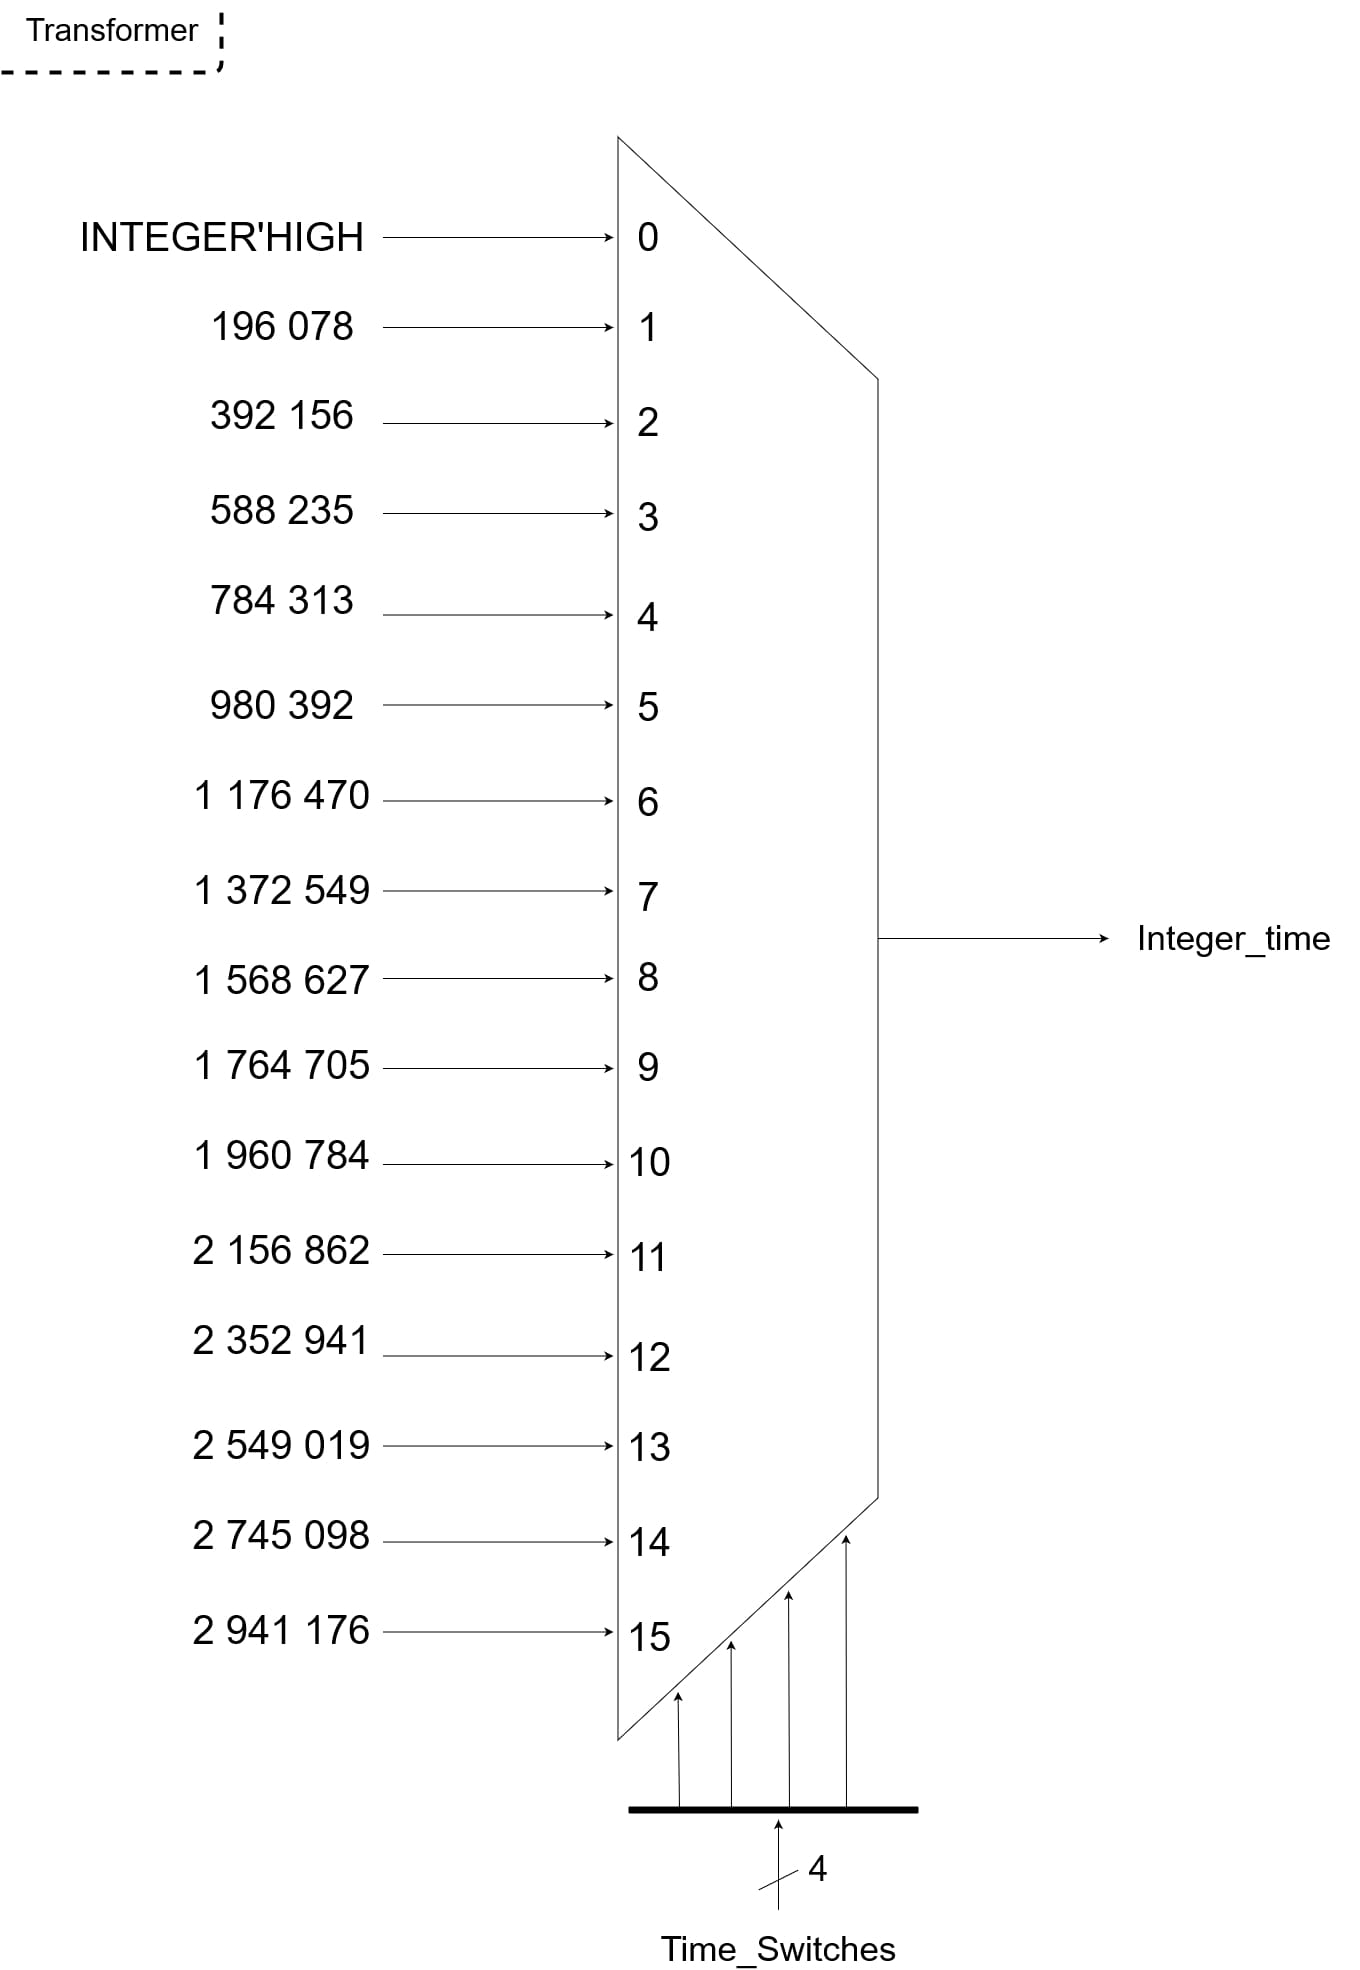 Transformer
INTEGER'HIGH 0
196 078 1
392 156 2
588 235 3
784 313 4
980 392 5
1 176 470 6
1 372 549 7
Integer_time
1 568 627 8
1 764 705 9
1 960 784 10
2 156 862 11
2 352 941 12
2 549 019 13
2 745 098 14
2 941 176 15
4
Time_Switches